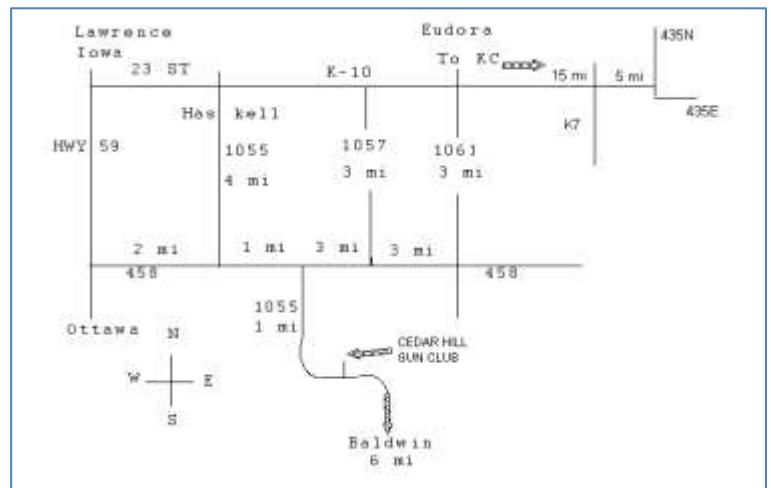 Lawrence
Iowa
Eudora
To KC
435N
23 ST
K-10
15 mi
5 mi
435E
Has kell
K7
HWY 59
1055
4 mi
1057
3 mi
1061
3 mi
2 mi
1 mi
3 mi
3 mi
458
458
1055
1 mi
Ottawa
N
W
E
S
CEDAR HILL
GUN CLUB
Baldwin
6 mi